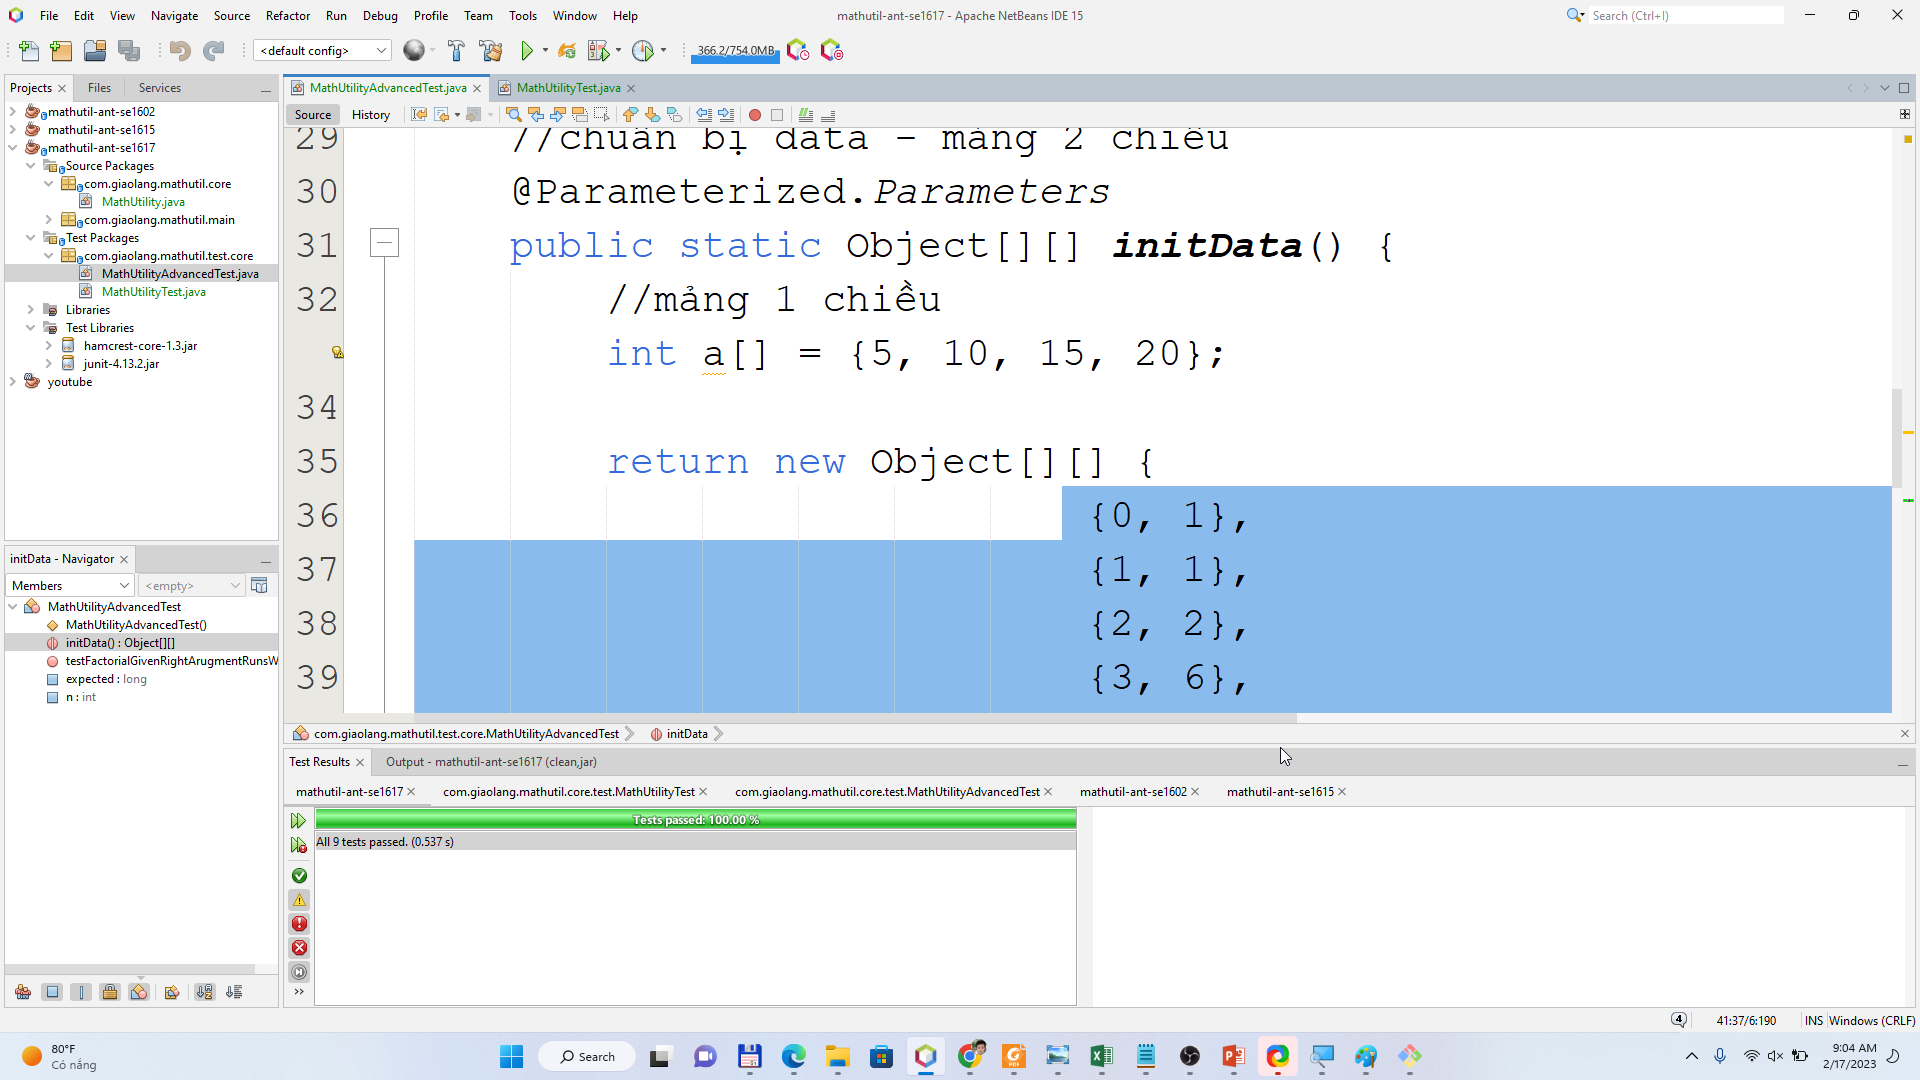 File Edit View Navigate Source Refactor Run Debug Profile Team Tools Window Help
mathutil-ant-se1617 - Apache NetBeans IDE 15
Search (Ctrl+I)
<default config>
366.2/754.0MB
Projects Files Services
MathUtilityAdvancedTest.java MathUtilityTest.java
Source History
mathutil-ant-se1602
mathutil-ant-se1615
mathutil-ant-se1617
Source Packages
com.giaolang.mathutil.core
MathUtility.java
com.giaolang.mathutil.main
Test Packages
com.giaolang.mathutil.test.core
MathUtilityAdvancedTest.java
MathUtilityTest.java
Libraries
Test Libraries
hamcrest-core-1.3.jar
junit-4.13.2.jar
youtube
29 //chuẩn bị data - mảng 2 chiều
30 @Parameterized.Parameters
31 public static Object[][] initData() {
32 //mảng 1 chiều
int a[] = {5, 10, 15, 20};
34
35 return new Object[][] {
36 {0, 1},
37 {1, 1},
38 {2, 2},
39 {3, 6},
com.giaolang.mathutil.test.core.MathUtilityAdvancedTest initData
initData - Navigator
Members <empty>
MathUtilityAdvancedTest
MathUtilityAdvancedTest()
initData() : Object[][]
testFactorialGivenRightArugmentRunsW
expected : long
n : int
Test Results Output - mathutil-ant-se1617 (clean,jar)
mathutil-ant-se1617 com.giaolang.mathutil.core.test.MathUtilityTest com.giaolang.mathutil.core.test.MathUtilityAdvancedTest mathutil-ant-se1602 mathutil-ant-se1615
Tests passed: 100.00 %
All 9 tests passed. (0.537 s)
4 41:37/6:190 INS Windows (CRLF)
80°F
Có nắng
Search
9:04 AM
2/17/2023